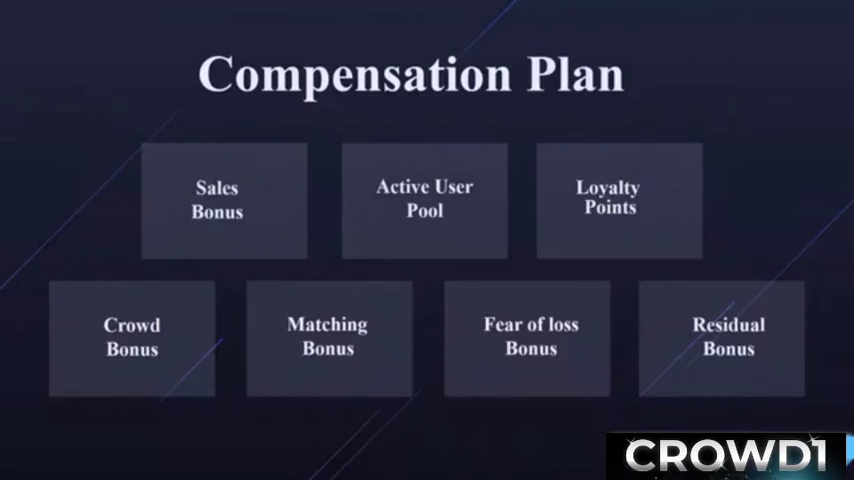 Compensation Plan
Sales
Bonus
Active User
Pool
Loyalty
Points
Crowd
Bonus
Matching
Bonus
Fear of loss
Bonus
Residual
Bonus
CROWD1